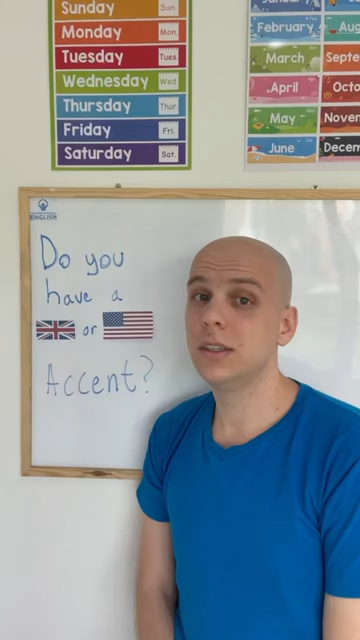 Sunday Sun.
Monday Mon.
Tuesday Tues.
Wednesday Wed.
Thursday Thur
Friday Fri.
Saturday Sat.
February
March
April
May
June
ENGLISH
Do you
have a
or
Accent?